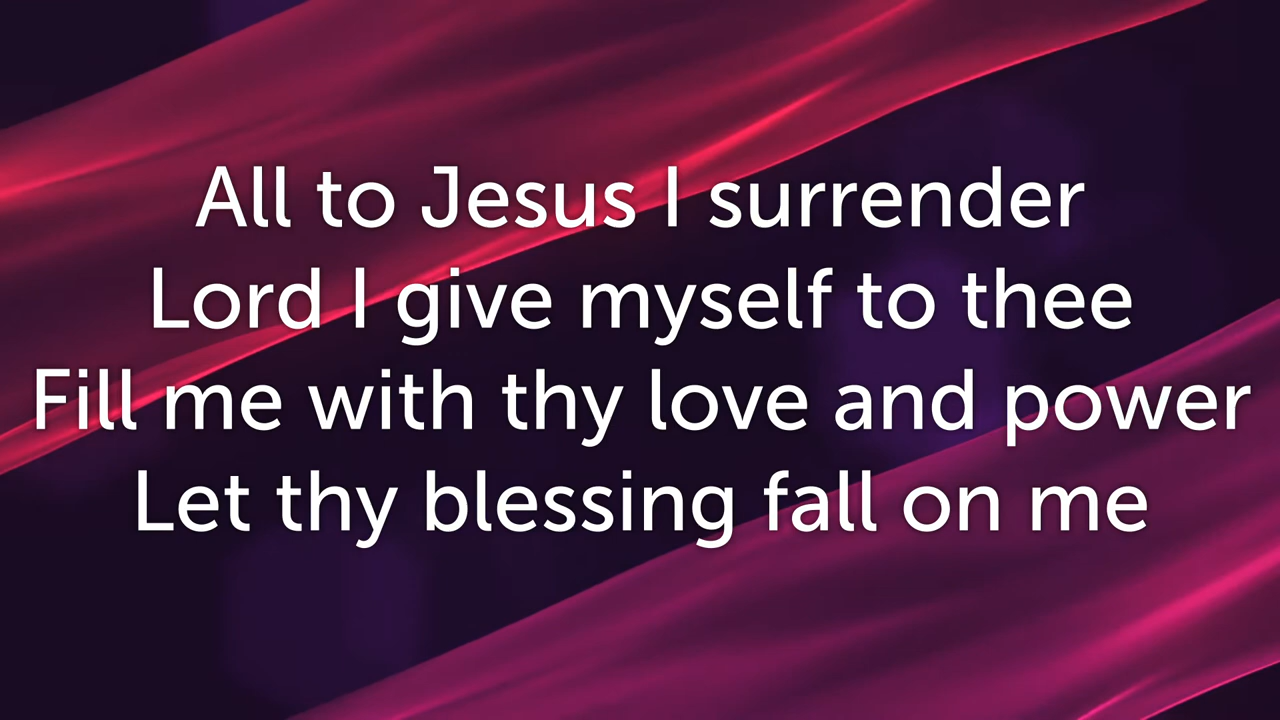 All to Jesus I surrender
Lord I give myself to thee
Fill me with thy love and power
Let thy blessing fall on me